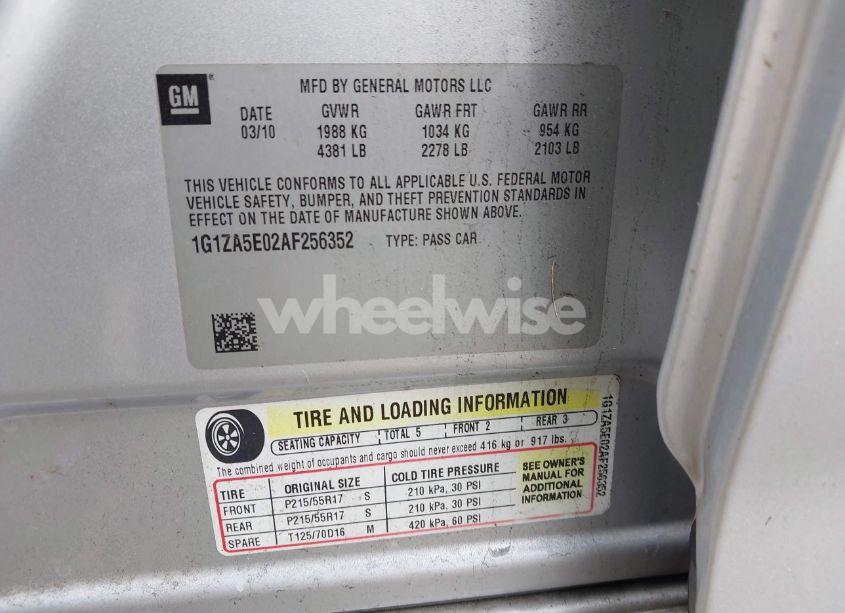 GM
MFD BY GENERAL MOTORS LLC
DATE GVWR GAWR FRT GAWR RR
03/10 1988 KG 1034 KG 954 KG
4381 LB 2278 LB 2103 LB
THIS VEHICLE CONFORMS TO ALL APPLICABLE U.S. FEDERAL MOTOR
VEHICLE SAFETY, BUMPER, AND THEFT PREVENTION STANDARDS IN
EFFECT ON THE DATE OF MANUFACTURE SHOWN ABOVE.
1G1ZA5E02AF256352 TYPE: PASS CAR
wheelwise
TIRE AND LOADING INFORMATION
SEATING CAPACITY TOTAL 5 FRONT 2 REAR 3
The combined weight of occupants and cargo should never exceed 416 kg or 917 lbs.
TIRE ORIGINAL SIZE COLD TIRE PRESSURE
FRONT P215/55R17 S 210 kPa, 30 PSI
REAR P215/55R17 S 210 kPa, 30 PSI
SPARE T125/70D16 M 420 kPa, 60 PSI
SEE OWNER'S
MANUAL FOR
ADDITIONAL
INFORMATION
1G1ZA5E02AF256352